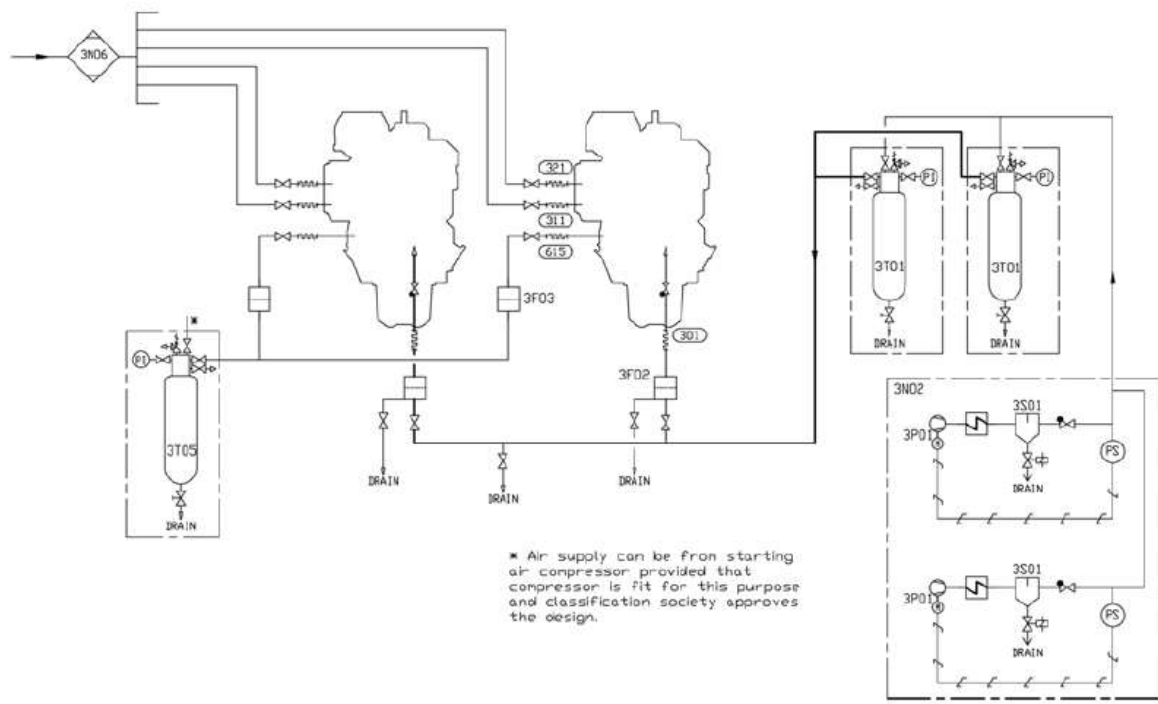 3N06
321
311
615
3F03
301
3F02
PI
3T05
DRAIN
*
DRAIN
DRAIN
DRAIN
PI
3T01
DRAIN
PI
3T01
DRAIN
3N02
3P01
M
3S01
DRAIN
PS
3P01
M
3S01
DRAIN
PS
* Air supply can be fron starting
air compressor provided that
compressor is fit for this purpose
and classification society approves
the design.